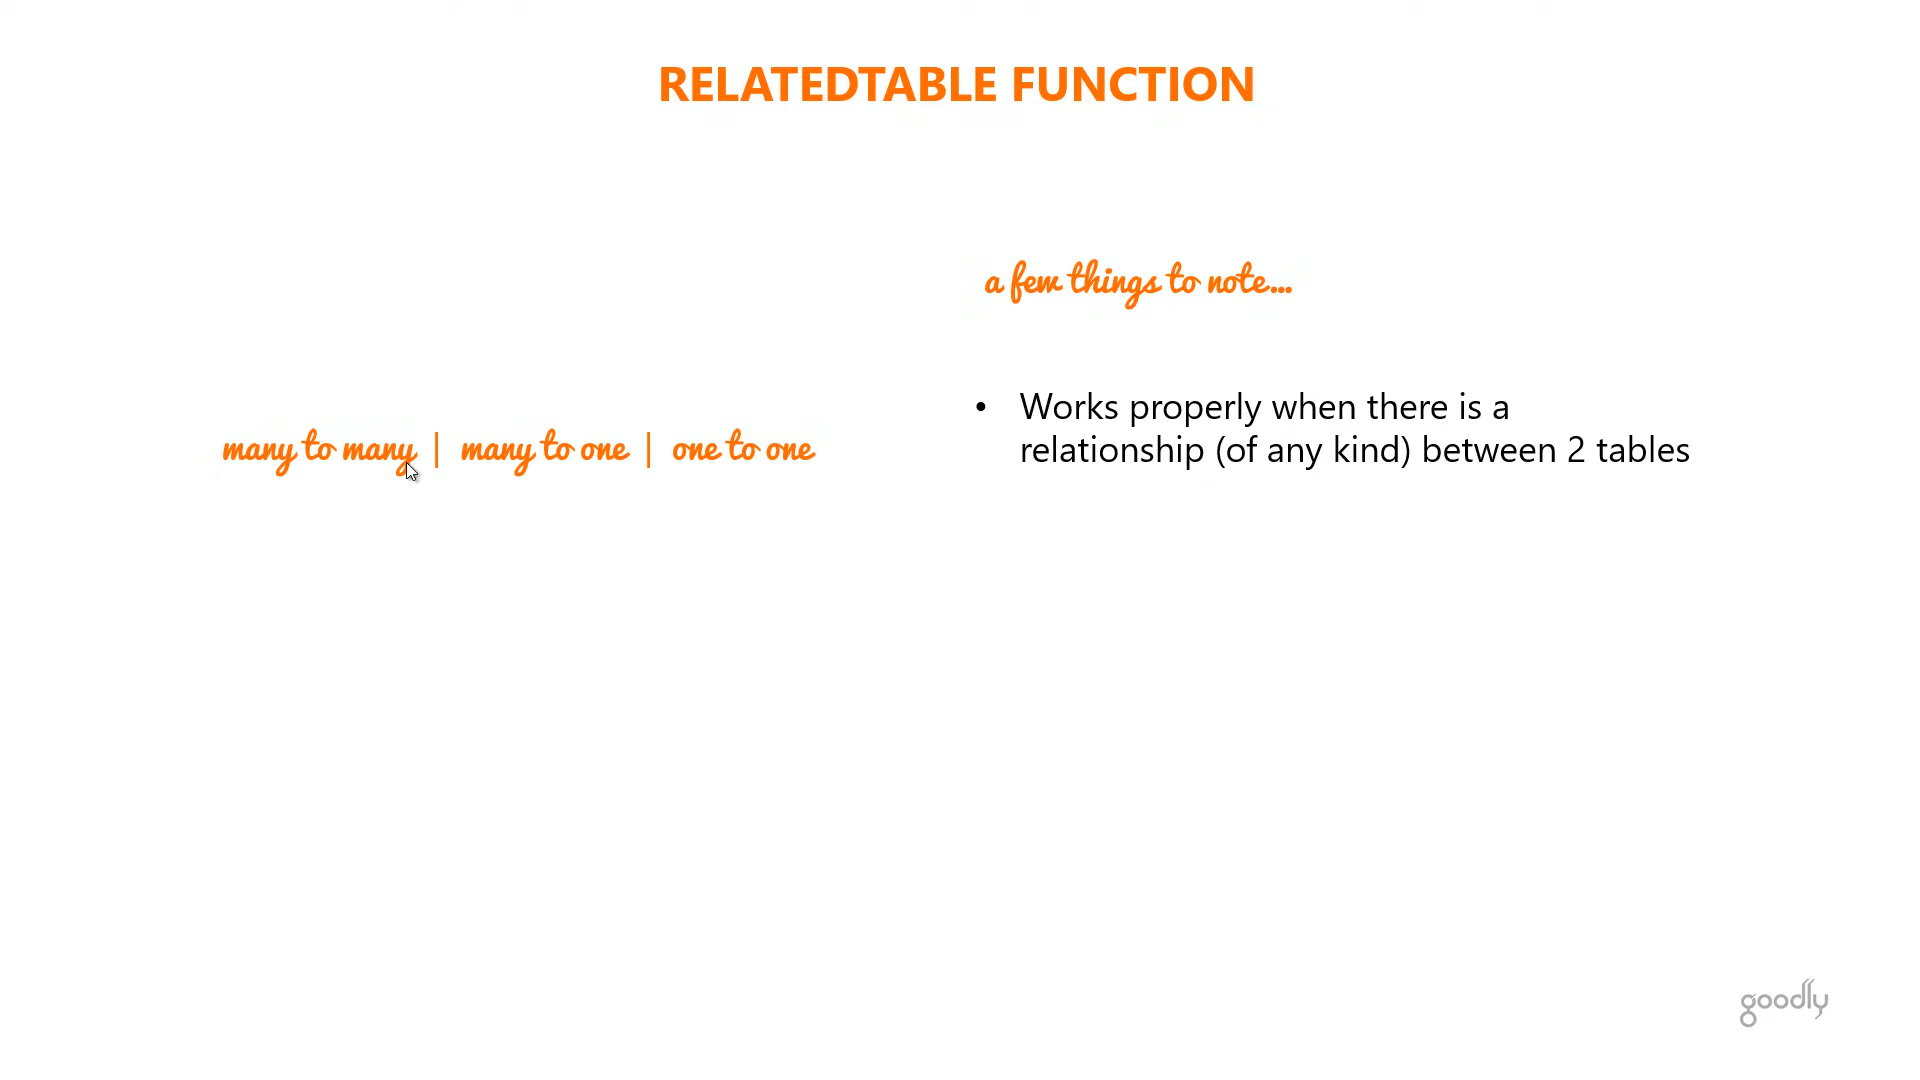 RELATEDTABLE FUNCTION
a few things to note...
many to many | many to one | one to one
• Works properly when there is a
relationship (of any kind) between 2 tables
goodly